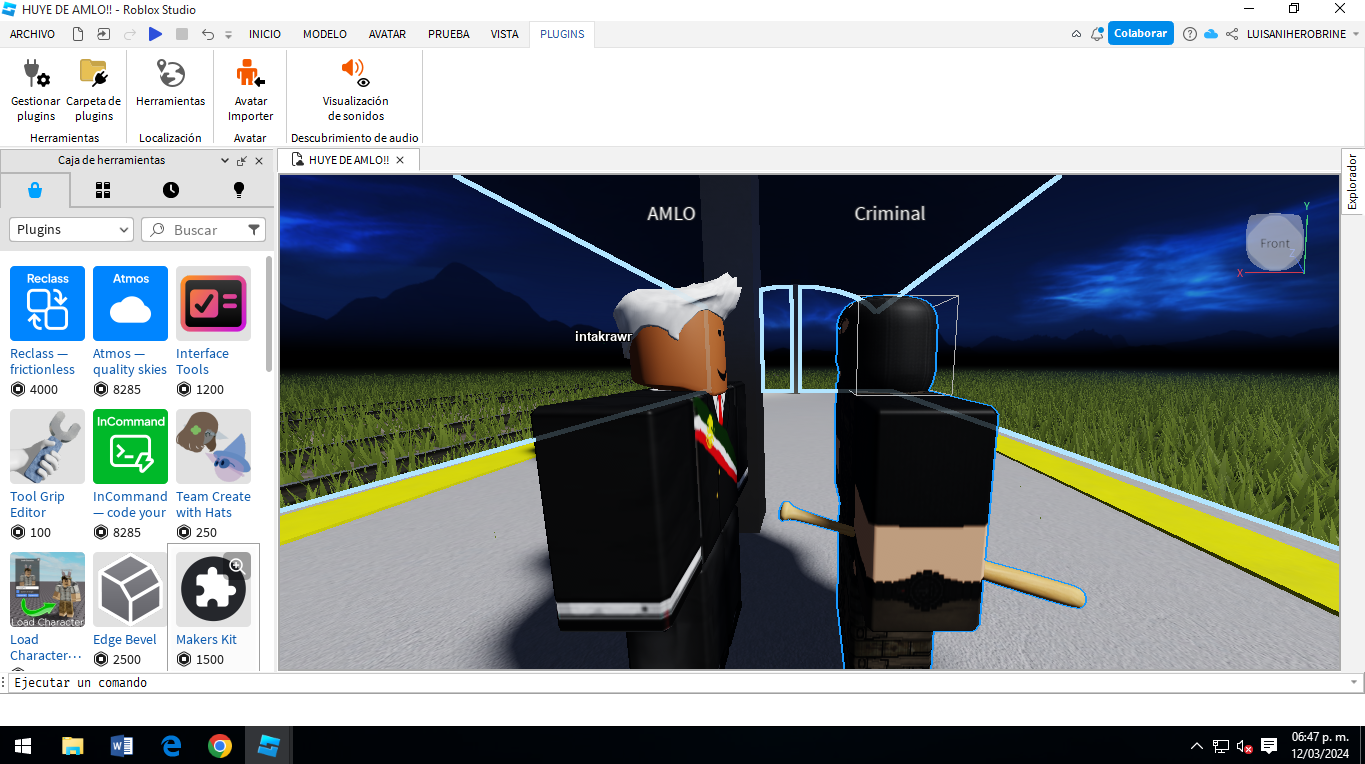 HUYE DE AMLO!! - Roblox Studio
ARCHIVO
INICIO
MODELO
AVATAR
PRUEBA
VISTA
PLUGINS
Colaborar
LUISANIHEROBRINE
Gestionar
plugins
Carpeta de
plugins
Herramientas
Herramientas
Localización
Avatar
Importer
Avatar
Visualización
de sonidos
Descubrimiento de audio
Caja de herramientas
HUYE DE AMLO!!
Explorador
Plugins
Buscar
Reclass
Reclass —
frictionless
4000
Atmos
Atmos —
quality skies
8285
Interface
Tools
1200
Tool Grip
Editor
100
InCommand
InCommand
— code your
8285
Team Create
with Hats
250
Load Character
Load
Character...
Edge Bevel
2500
Makers Kit
1500
AMLO
Criminal
intakrawr
Y
Front
X
Ejecutar un comando
06:47 p. m.
12/03/2024